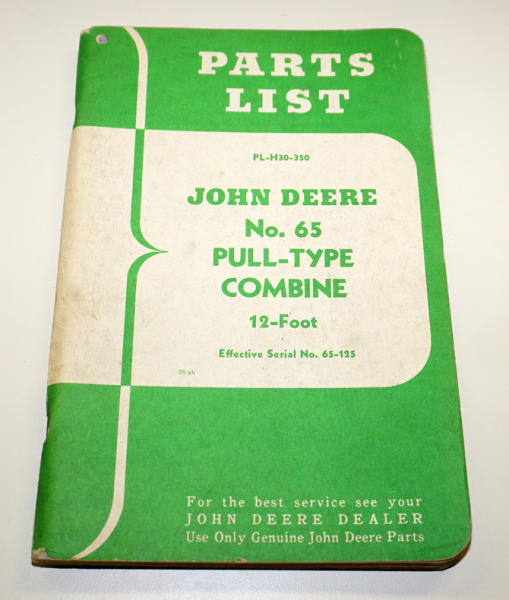 PARTS
LIST
PL-H30-350
JOHN DEERE
No. 65
PULL-TYPE
COMBINE
12-Foot
Effective Serial No. 65-125
For the best service see your
JOHN DEERE DEALER
Use Only Genuine John Deere Parts